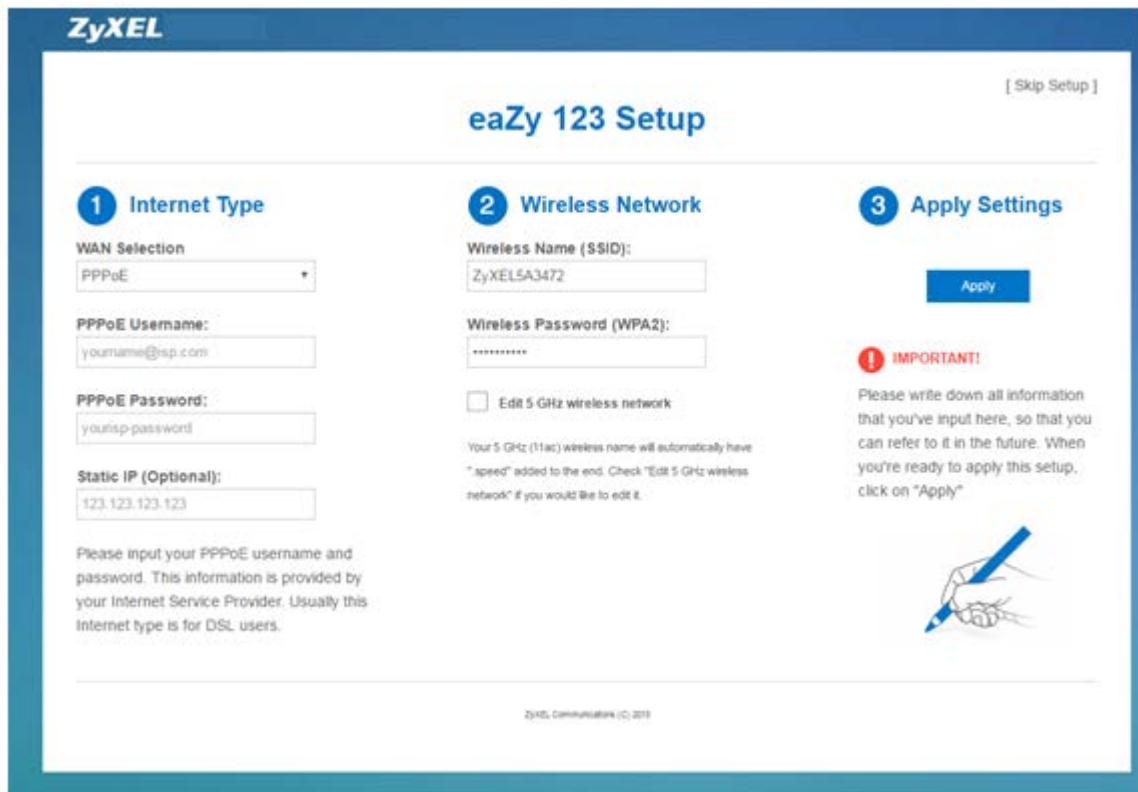 ZyXEL
[ Skip Setup ]
eaZy 123 Setup
1 Internet Type
WAN Selection
PPPoE
PPPoE Username:
yourname@isp.com
PPPoE Password:
yourisp-password
Static IP (Optional):
123.123.123.123
Please input your PPPoE username and
password. This information is provided by
your Internet Service Provider. Usually this
Internet type is for DSL users.
2 Wireless Network
Wireless Name (SSID):
ZyXEL5A3472
Wireless Password (WPA2):
••••••••••
Edit 5 GHz wireless network
Your 5 GHz (11ac) wireless name will automatically have
".speed" added to the end. Check "Edit 5 GHz wireless
network" if you would like to edit it.
3 Apply Settings
Apply
! IMPORTANT!
Please write down all information
that you've input here, so that you
can refer to it in the future. When
you're ready to apply this setup,
click on "Apply"
ZyXEL Communications (C)